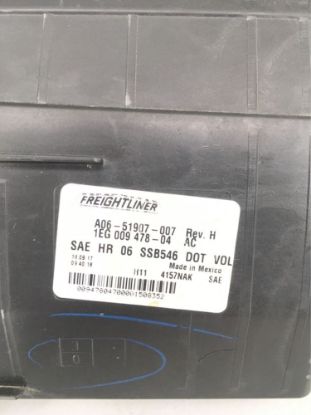 FREIGHTLINER
A06-51907-007 Rev. H
1EG 009 478-04 AC
SAE HR 06 SSB546 DOT VOL
Made in Mexico
H11 4157NAK SAE